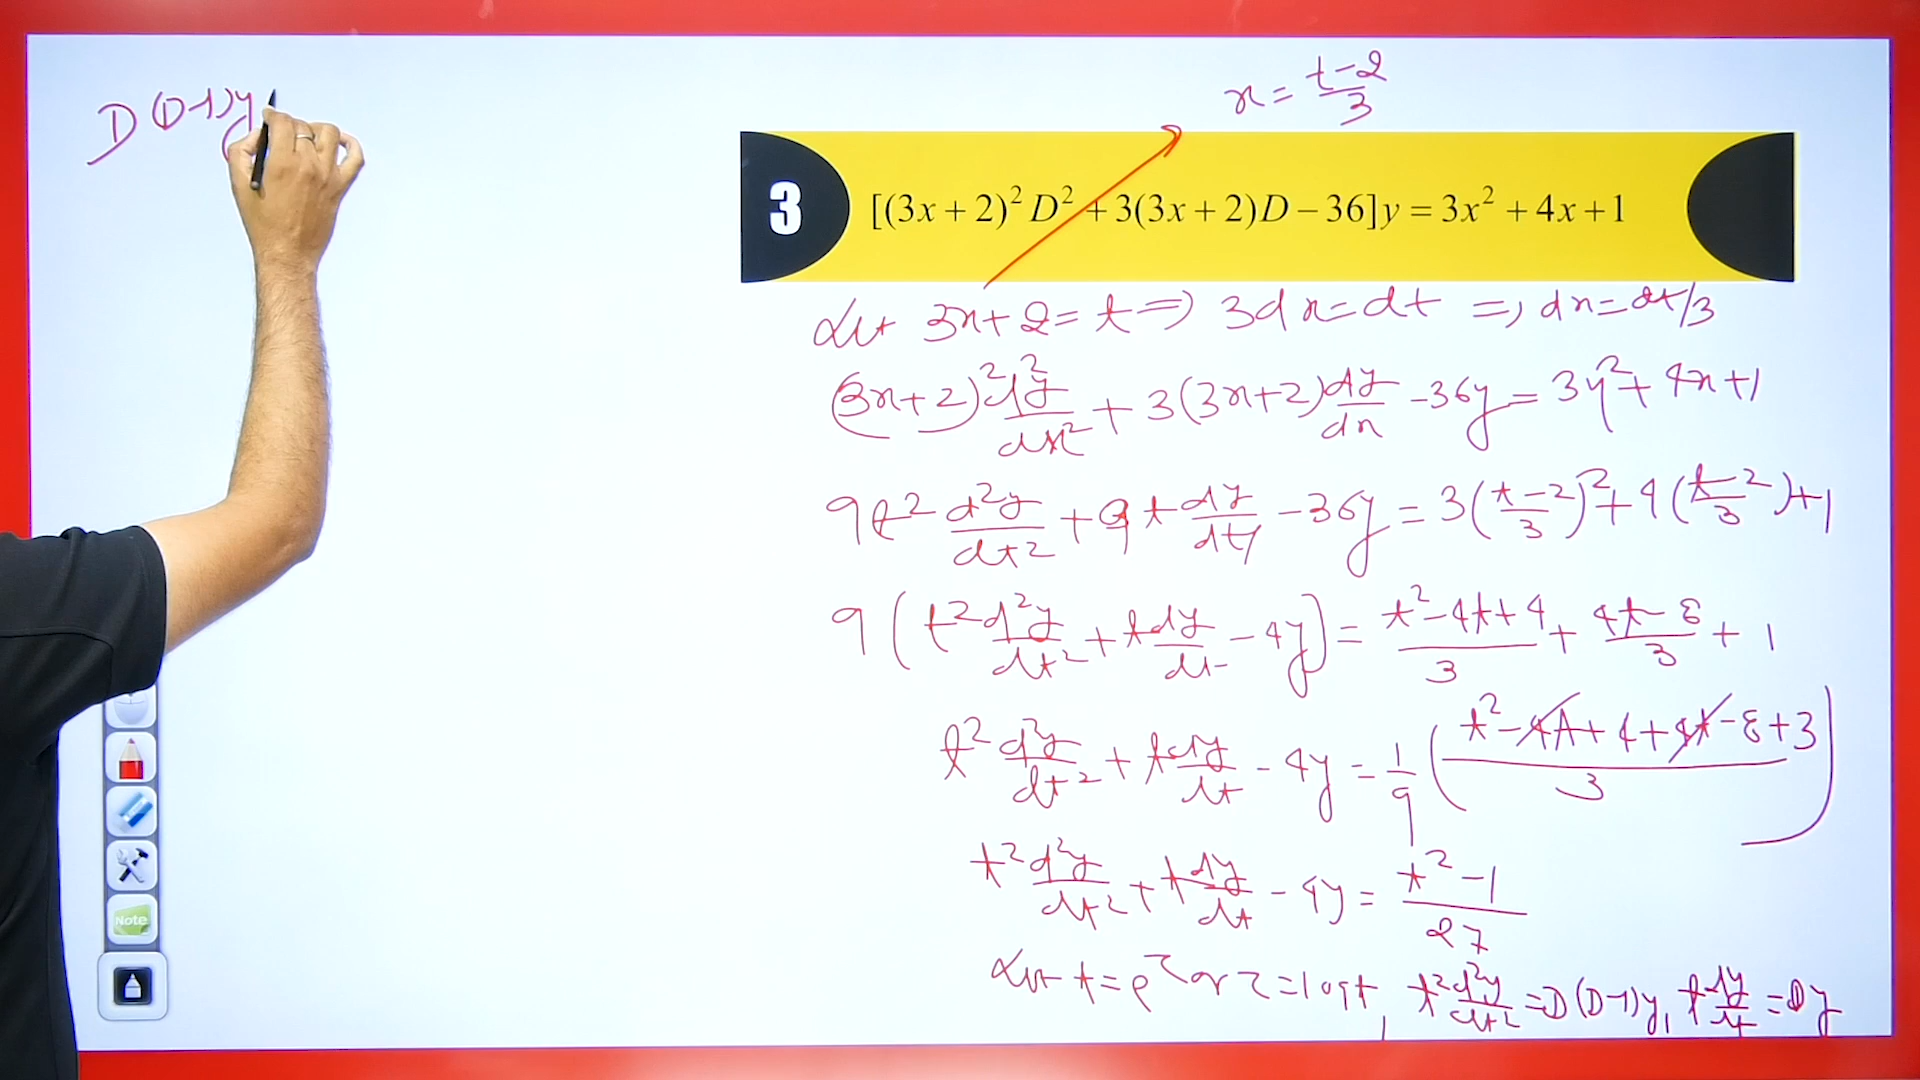 D(D-1)y
x = (t-2)/3
3 [(3x + 2)² D² + 3(3x + 2)D − 36]y = 3x² + 4x + 1
Let 3x+2 = t ⇒ 3dx = dt ⇒ dx = dt/3
(3x+2)² d²y/dx² + 3(3x+2) dy/dx - 36y = 3y² + 4x + 1
9t² d²y/dt² + 9t dy/dt - 36y = 3((t-2)/3)² + 4((t-2)/3) + 1
9(t² d²y/dt² + t dy/dt - 4y) = (t²-4t+4)/3 + (4t-8)/3 + 1
t² d²y/dt² + t dy/dt - 4y = 1/9 ((t²-4t+4+4t-8+3)/3)
t² d²y/dt² + t dy/dt - 4y = (t²-1)/27
Let t = e^z or z = log t, t² d²y/dt² = D(D-1)y, t dy/dt = Dy
Note